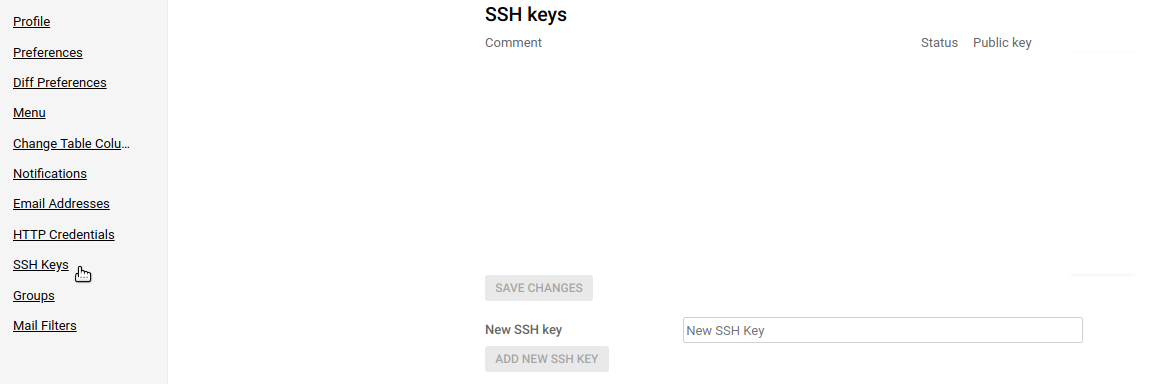 Profile
Preferences
Diff Preferences
Menu
Change Table Colu...
Notifications
Email Addresses
HTTP Credentials
SSH Keys
Groups
Mail Filters
SSH keys
Comment Status Public key
SAVE CHANGES
New SSH key New SSH Key
ADD NEW SSH KEY